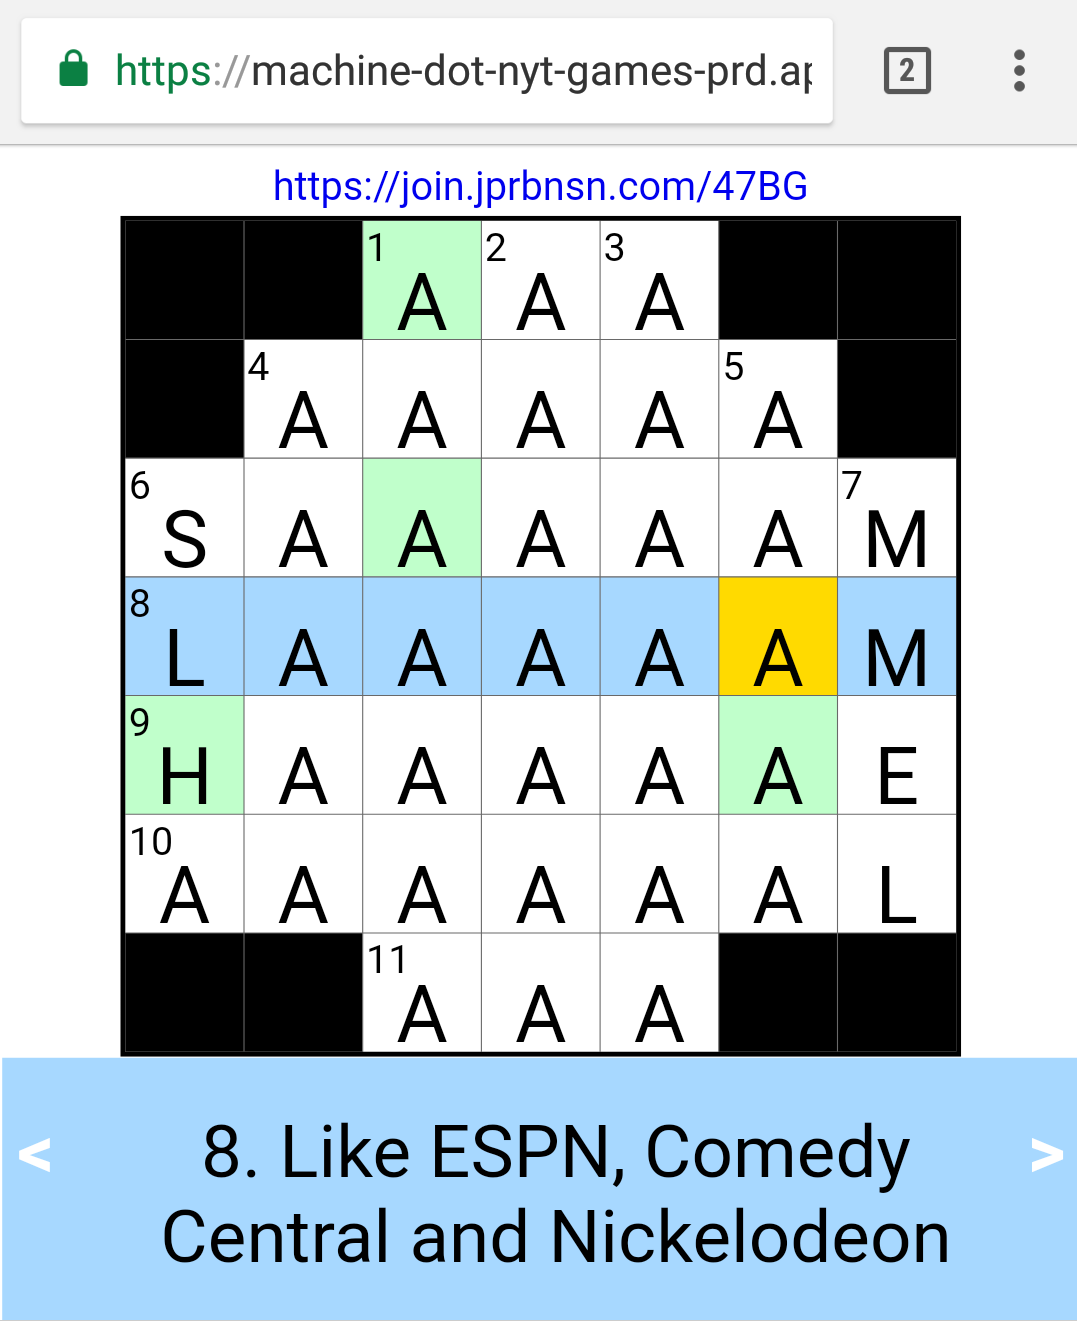 https://machine-dot-nyt-games-prd.ap
2
https://join.jprbnsn.com/47BG
1 A 2 A 3 A
4 A A A A 5 A
6 S A A A A A 7 M
8 L A A A A A M
9 H A A A A A E
10 A A A A A A L
11 A A A
< 8. Like ESPN, Comedy >
Central and Nickelodeon